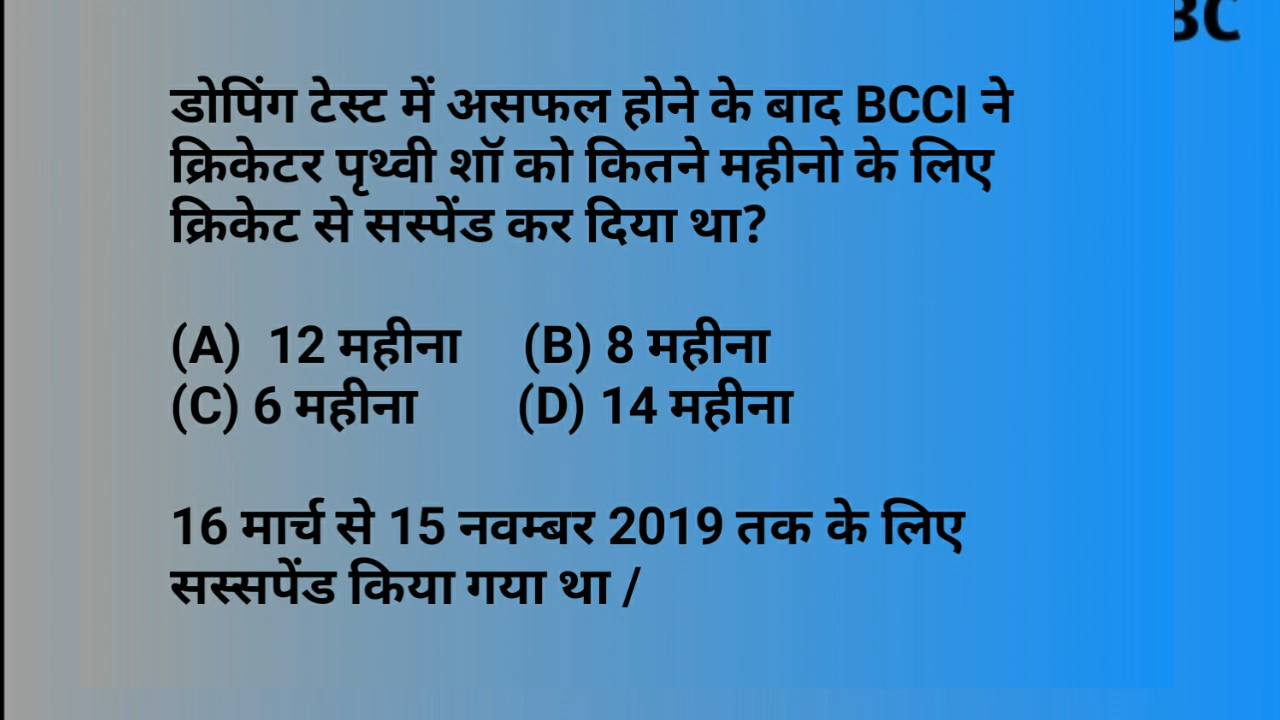 BC
डोपिंग टेस्ट में असफल होने के बाद BCCI ने
क्रिकेटर पृथ्वी शॉ को कितने महीनो के लिए
क्रिकेट से सस्पेंड कर दिया था?
(A) 12 महीना (B) 8 महीना
(C) 6 महीना (D) 14 महीना
16 मार्च से 15 नवम्बर 2019 तक के लिए
सस्सपेंड किया गया था /